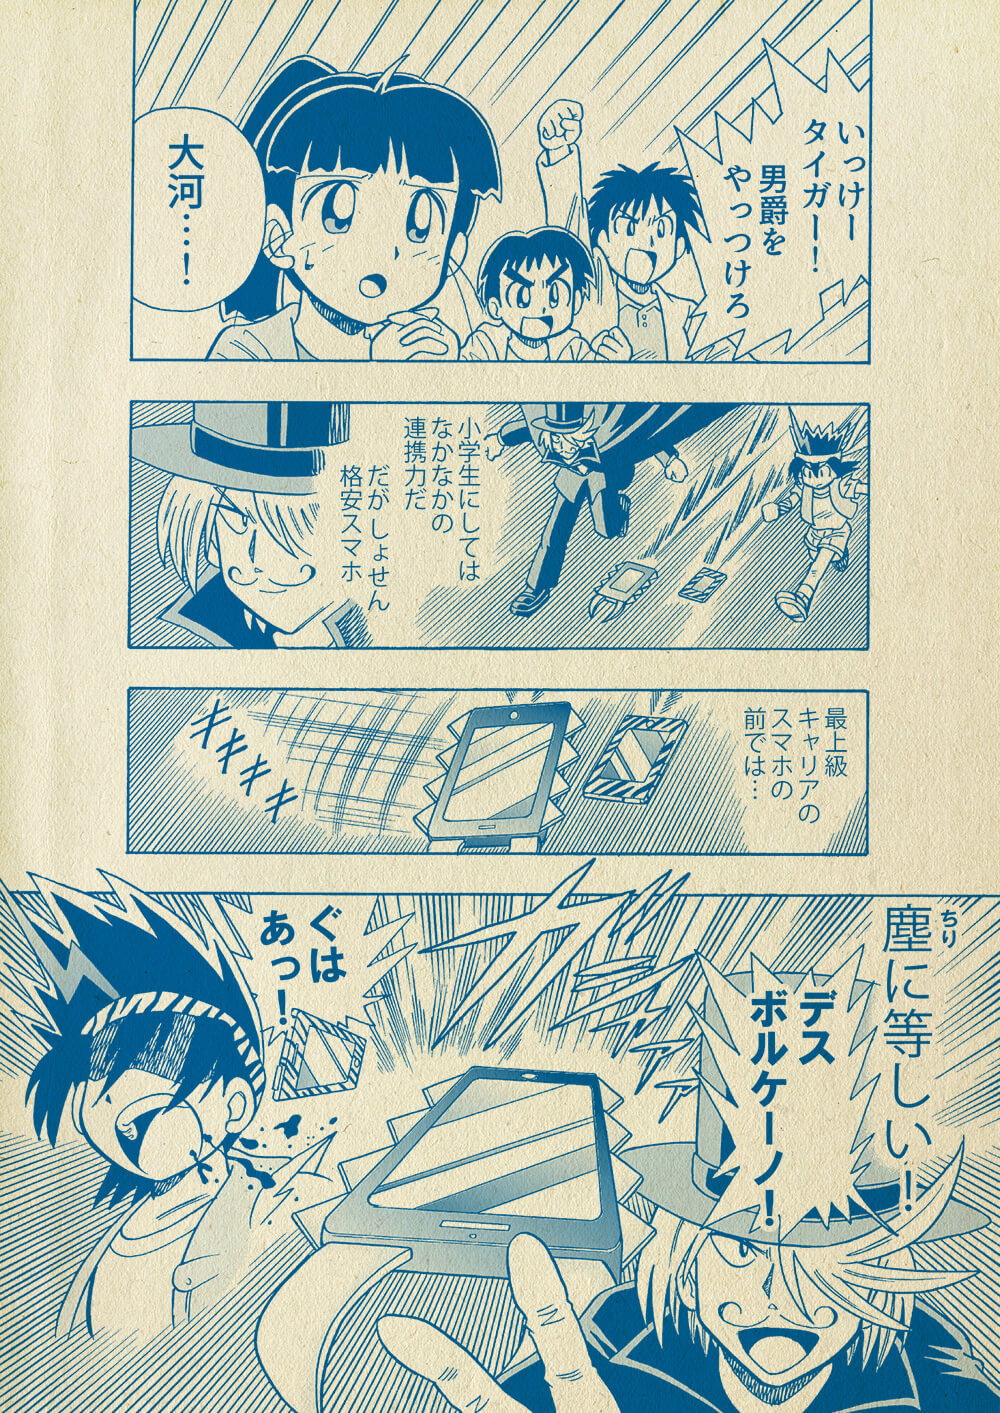 いっけー
タイガー！
男爵を
やっつけろ
大河…！
小学生にしては
なかなかの
連携力だ
だがしょせん
格安スマホ
最上級
キャリアの
スマホの
前では…
キキキキ
塵に等しい！
ちり
デス
ボルケーノ！
ぐは
あっ！